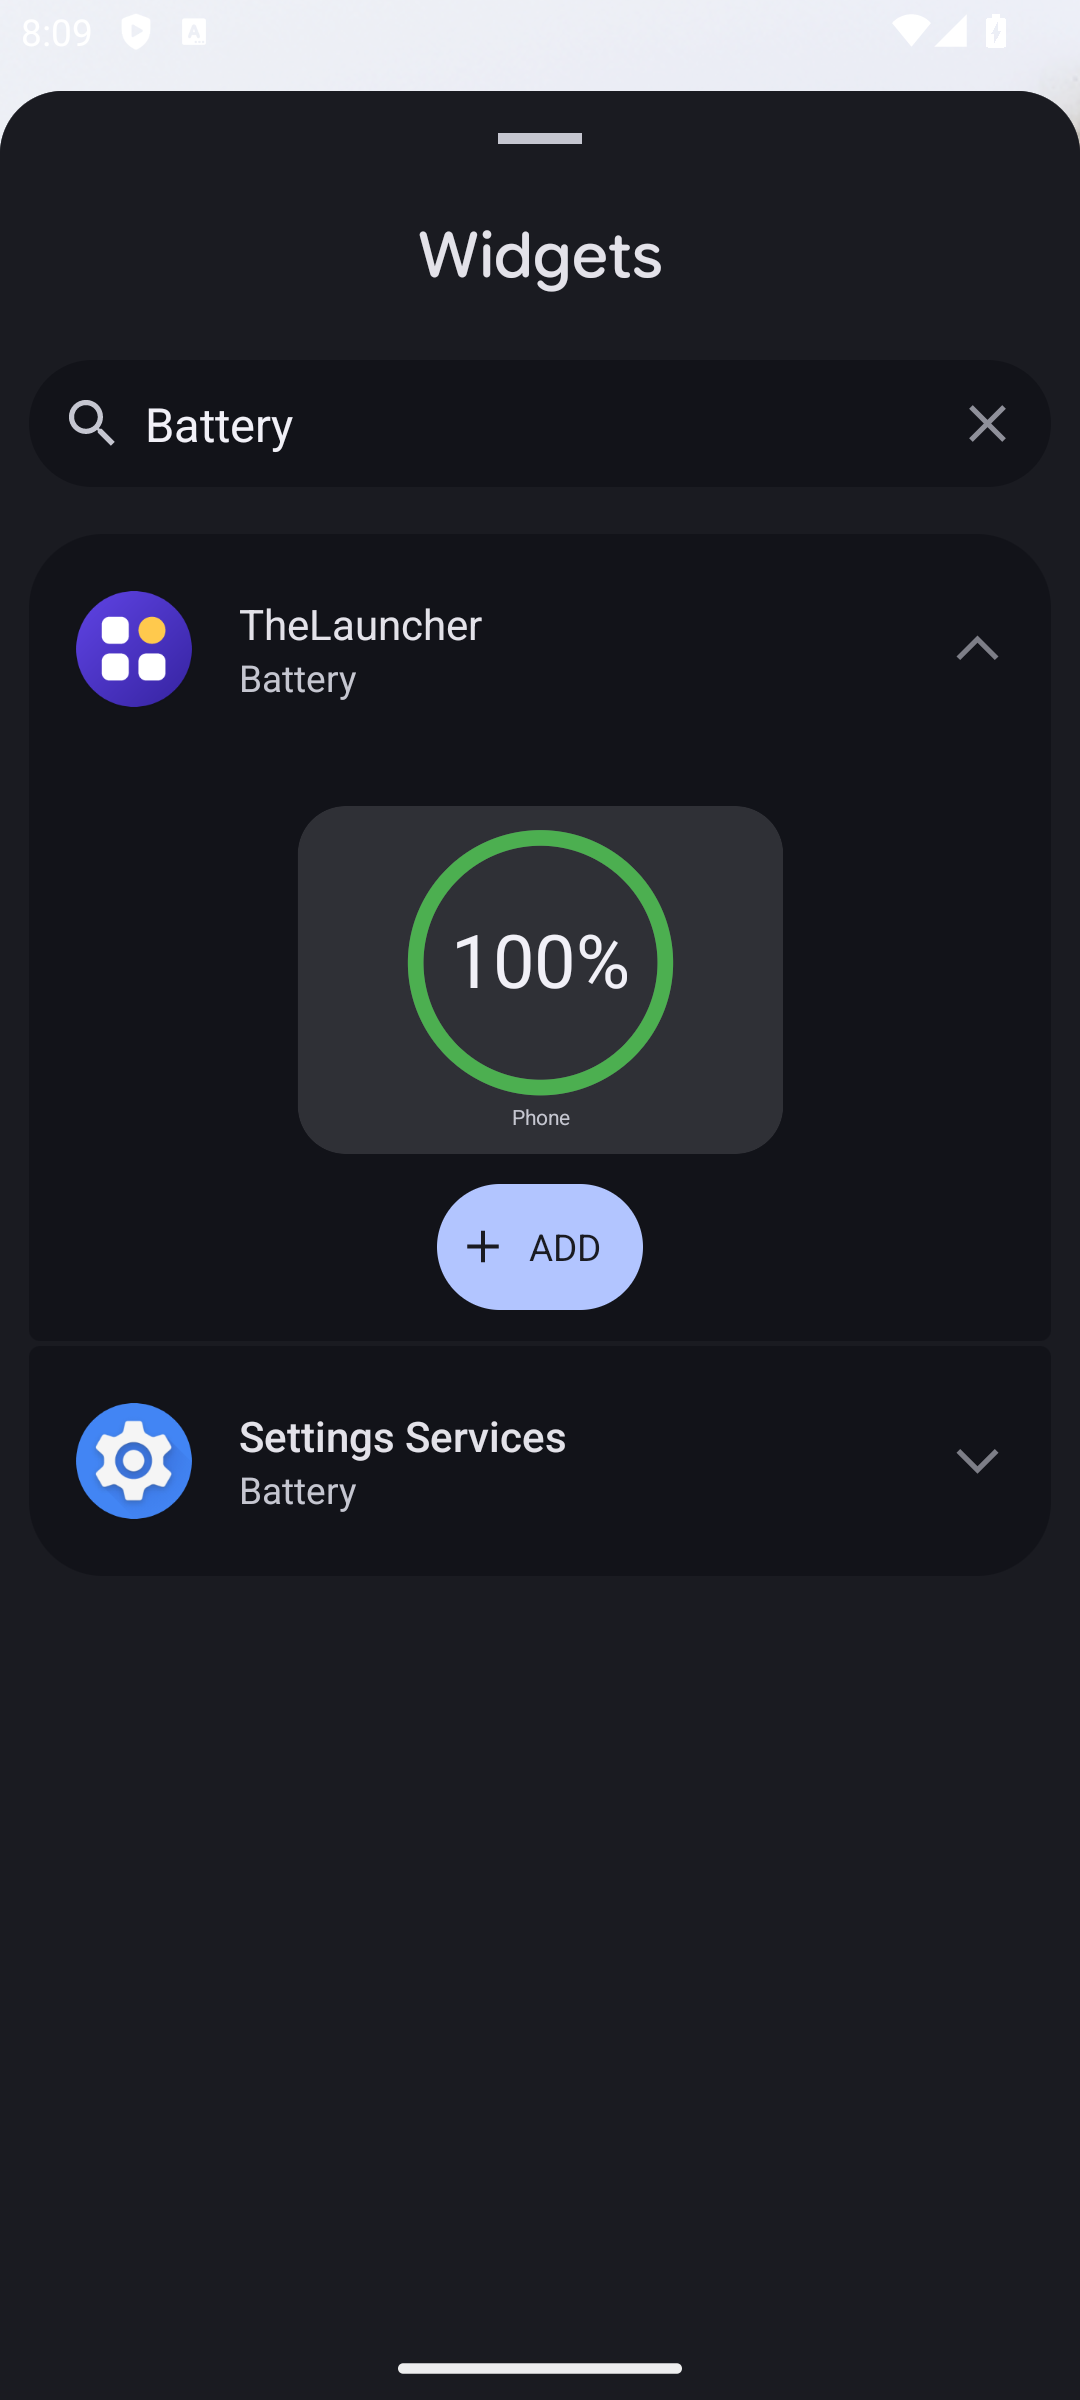 8:09
Widgets
Battery
TheLauncher
Battery
100%
Phone
ADD
Settings Services
Battery